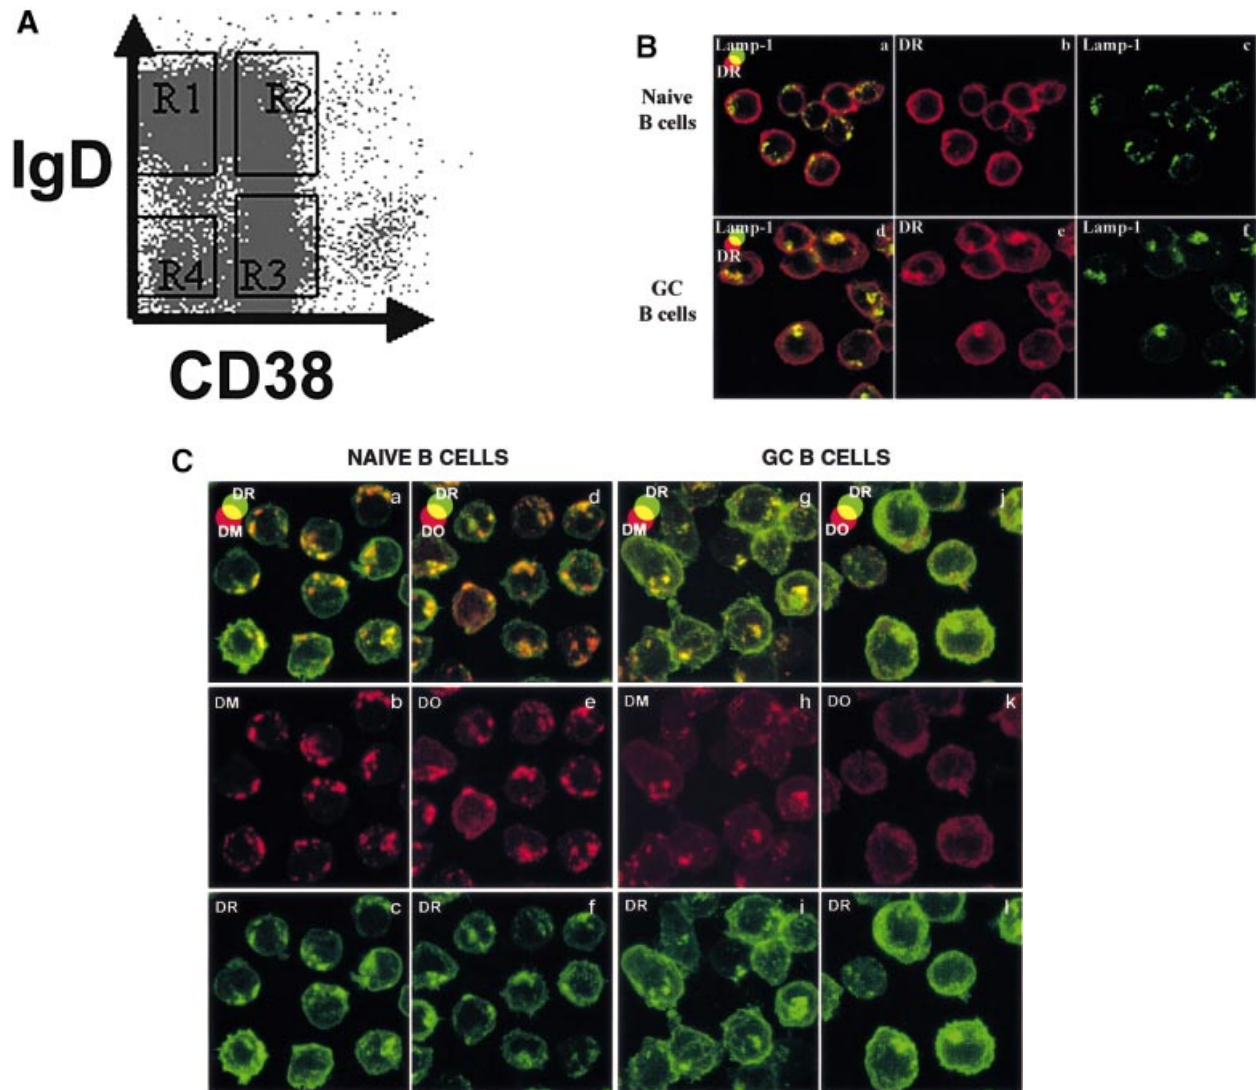 A
IgD
R1
R2
R4
R3
CD38
B
Naive
B cells
GC
B cells
Lamp-1
DR
a
DR
b
Lamp-1
c
Lamp-1
DR
d
DR
e
Lamp-1
f
C
NAIVE B CELLS
GC B CELLS
DR
DM
a
DR
DO
d
DR
DM
g
DR
DO
j
DM
b
DO
e
DM
h
DO
k
DR
c
DR
f
DR
i
DR
l